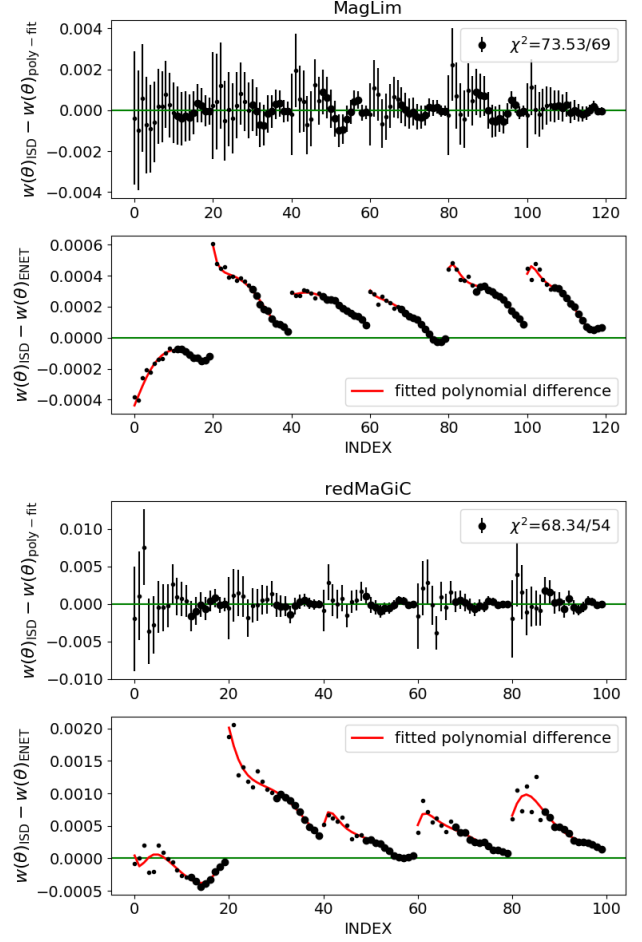 MagLim
w(θ)ISD − w(θ)poly−fit
0.004
0.002
0.000
−0.002
−0.004
χ²=73.53/69
0 20 40 60 80 100 120
w(θ)ISD − w(θ)ENET
0.0006
0.0004
0.0002
0.0000
−0.0002
−0.0004
fitted polynomial difference
0 20 40 60 80 100 120
INDEX
redMaGiC
w(θ)ISD − w(θ)poly−fit
0.010
0.005
0.000
−0.005
−0.010
χ²=68.34/54
0 20 40 60 80 100
w(θ)ISD − w(θ)ENET
0.0020
0.0015
0.0010
0.0005
0.0000
−0.0005
fitted polynomial difference
0 20 40 60 80 100
INDEX